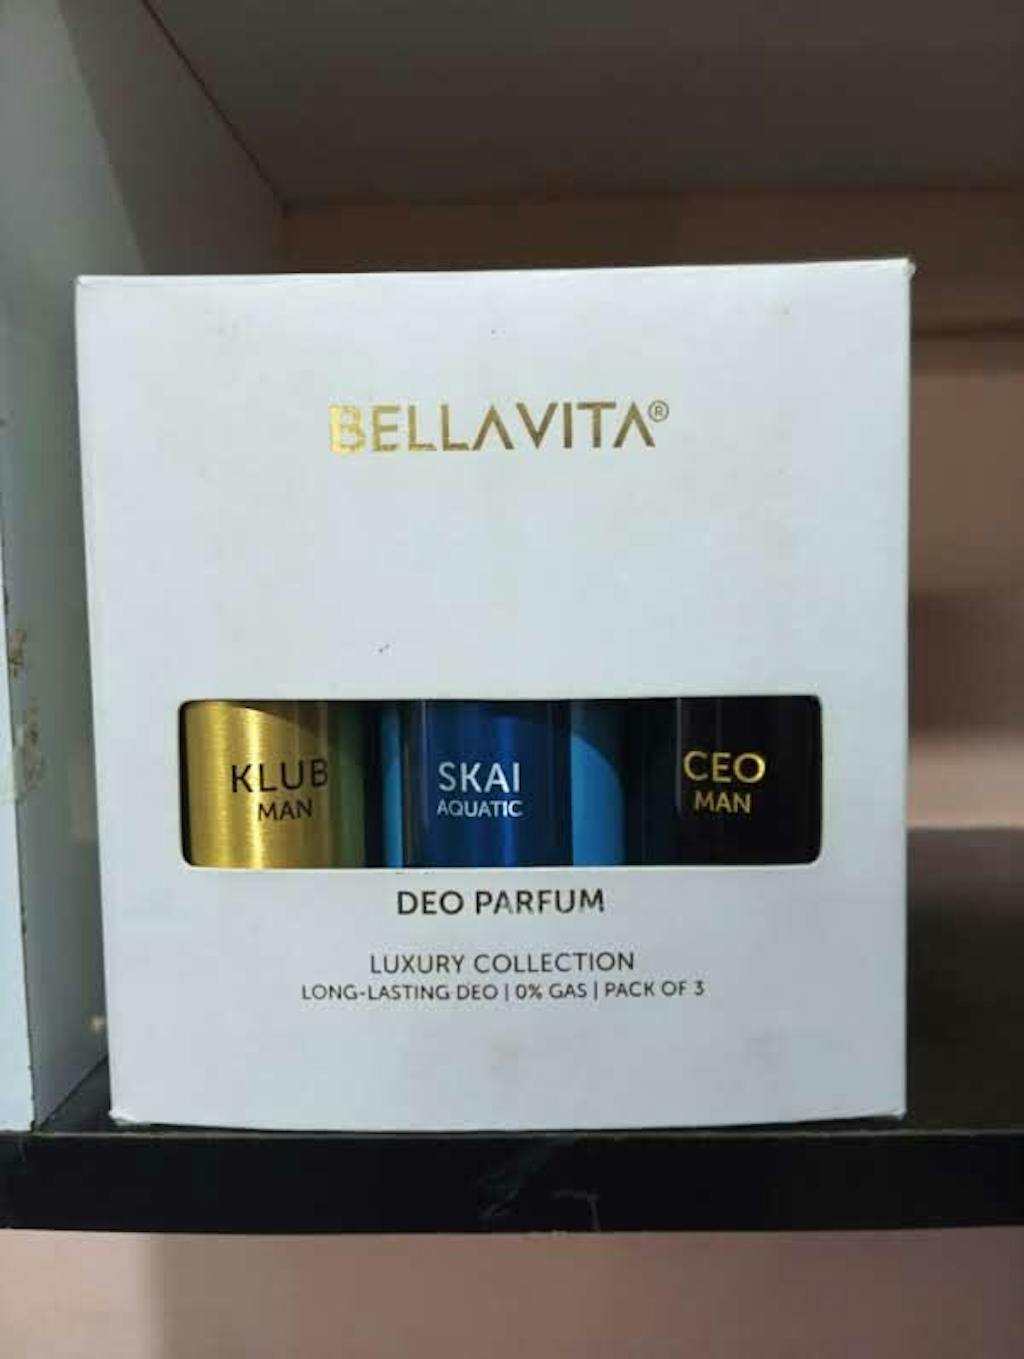 BELLAVITA®
KLUB
MAN
SKAI
AQUATIC
CEO
MAN
DEO PARFUM
LUXURY COLLECTION
LONG-LASTING DEO | 0% GAS | PACK OF 3